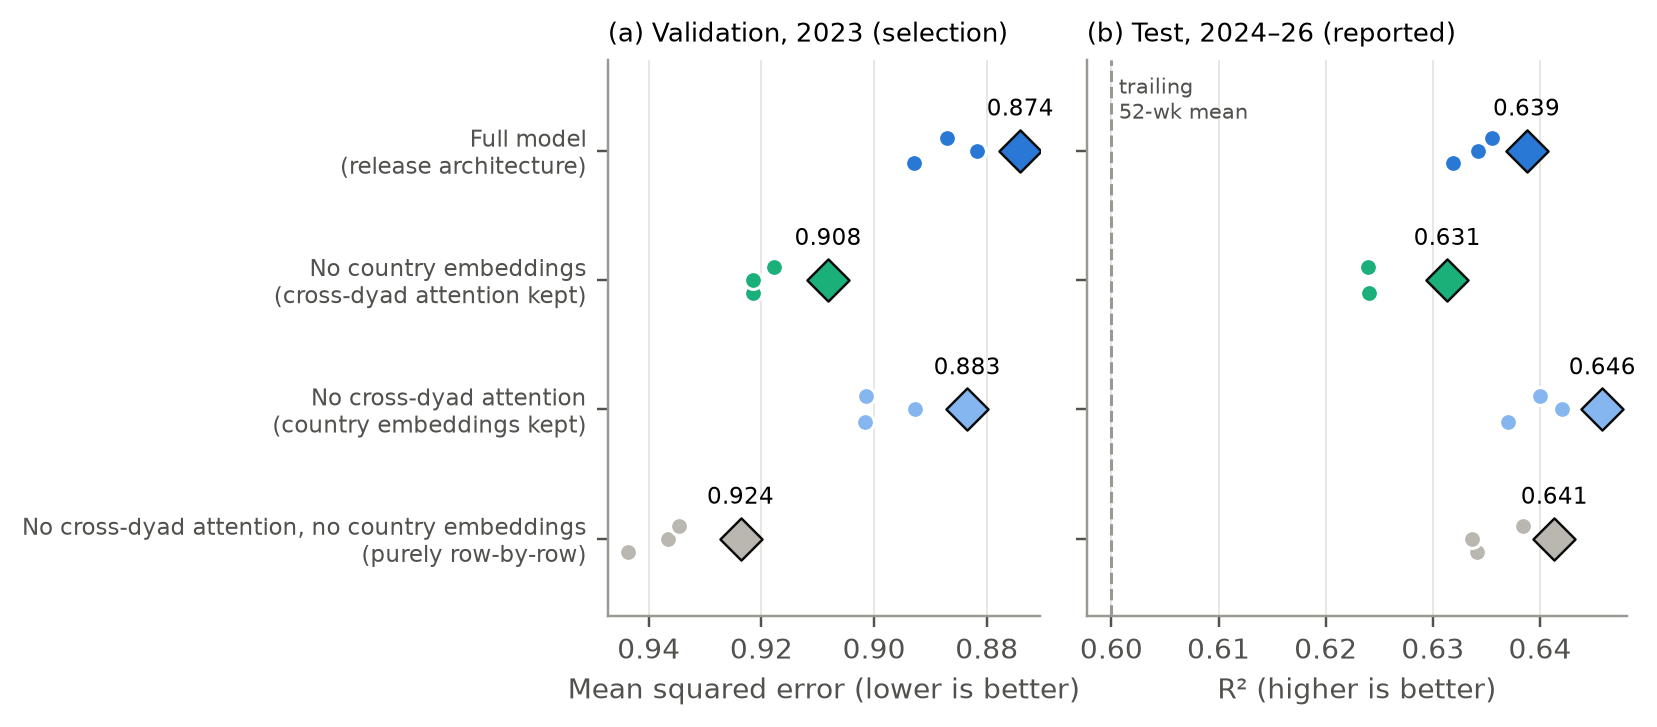 (a) Validation, 2023 (selection)
(b) Test, 2024–26 (reported)
trailing
52-wk mean
0.874
0.639
Full model
(release architecture)
0.908
0.631
No country embeddings
(cross-dyad attention kept)
0.883
0.646
No cross-dyad attention
(country embeddings kept)
0.924
0.641
No cross-dyad attention, no country embeddings
(purely row-by-row)
0.94 0.92 0.90 0.88
0.60 0.61 0.62 0.63 0.64
Mean squared error (lower is better)
R² (higher is better)